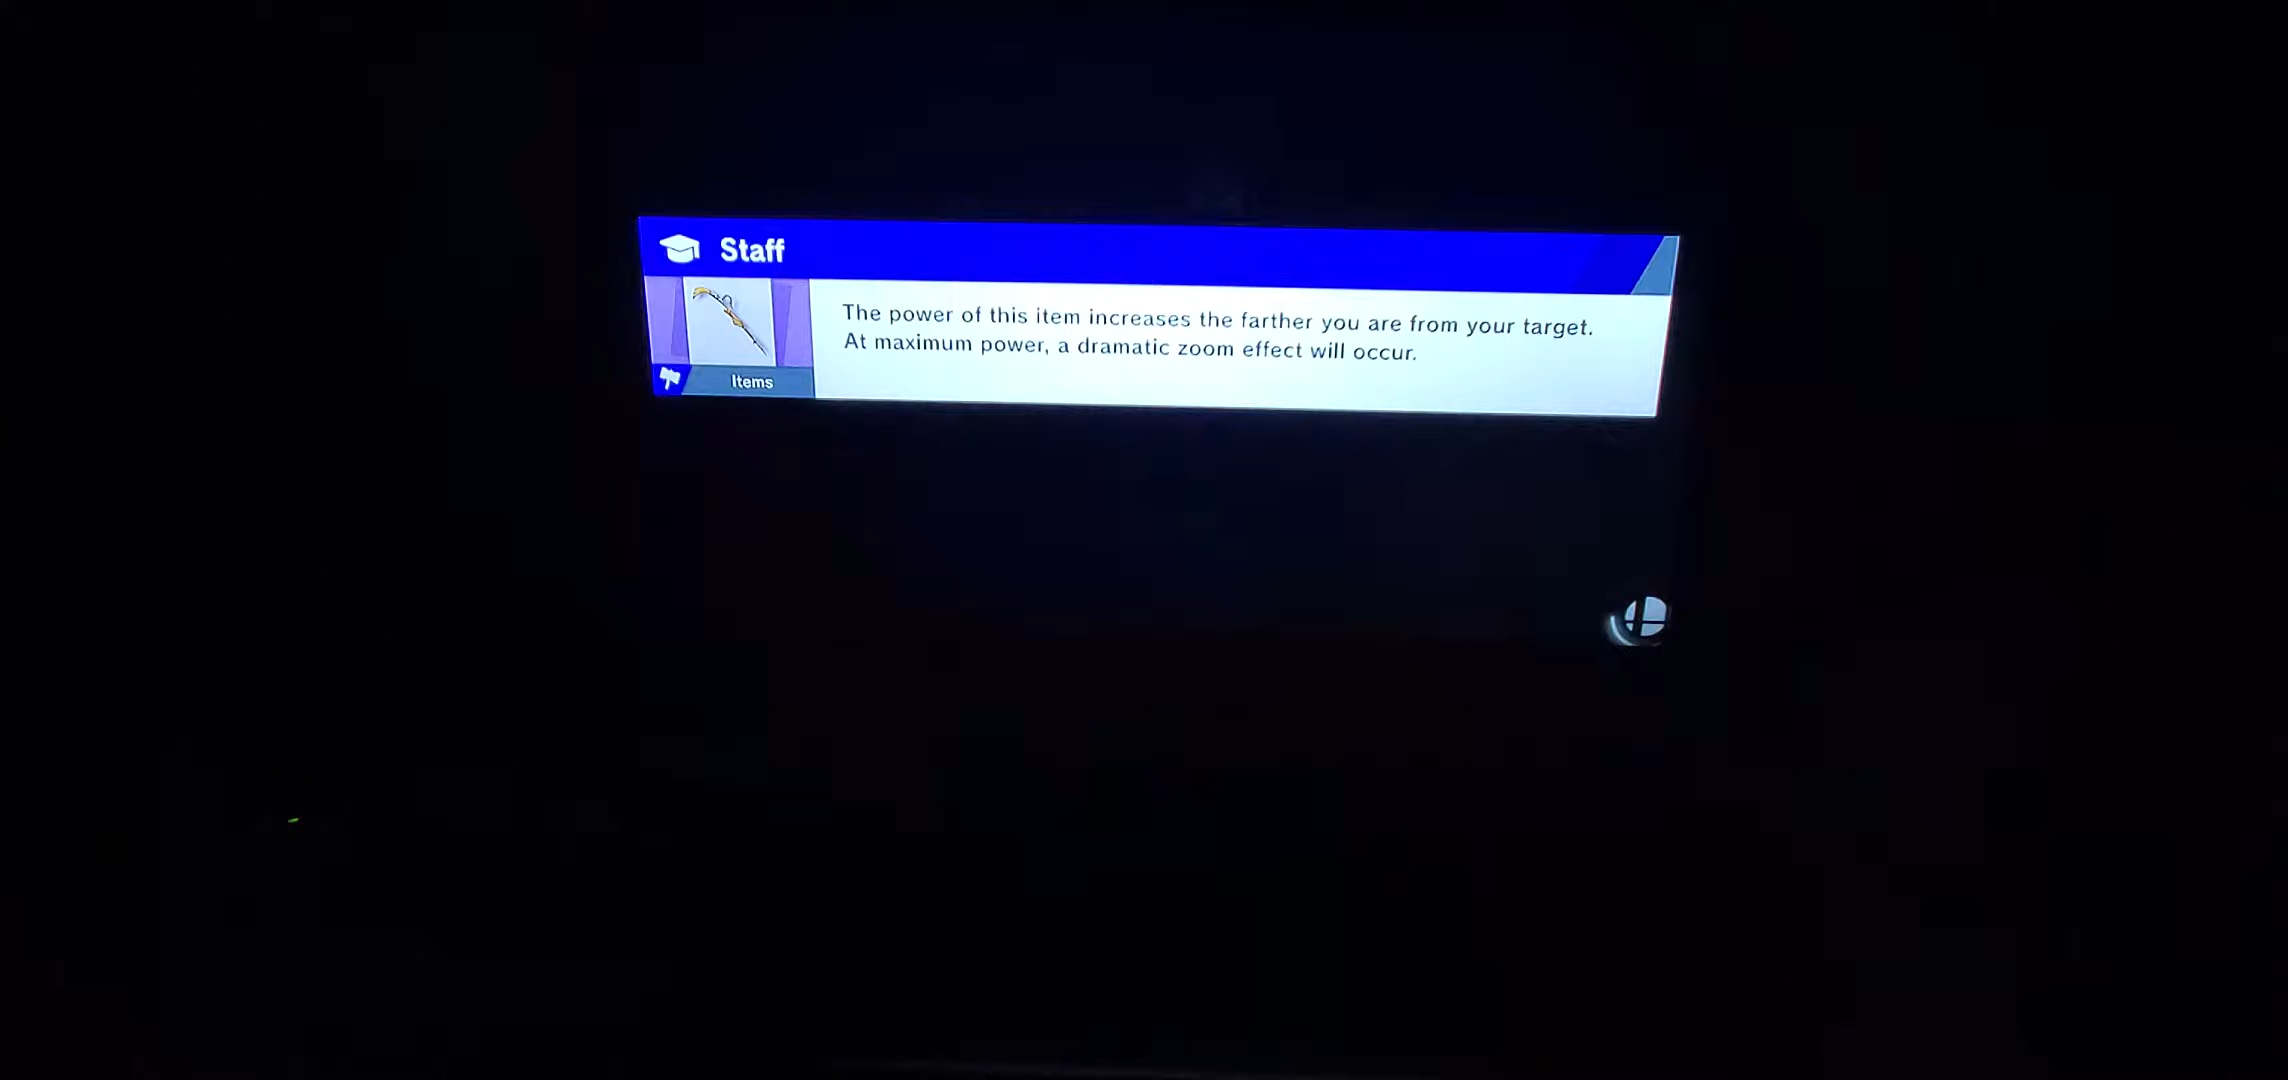 Staff
The power of this item increases the farther you are from your target.
At maximum power, a dramatic zoom effect will occur.
Items